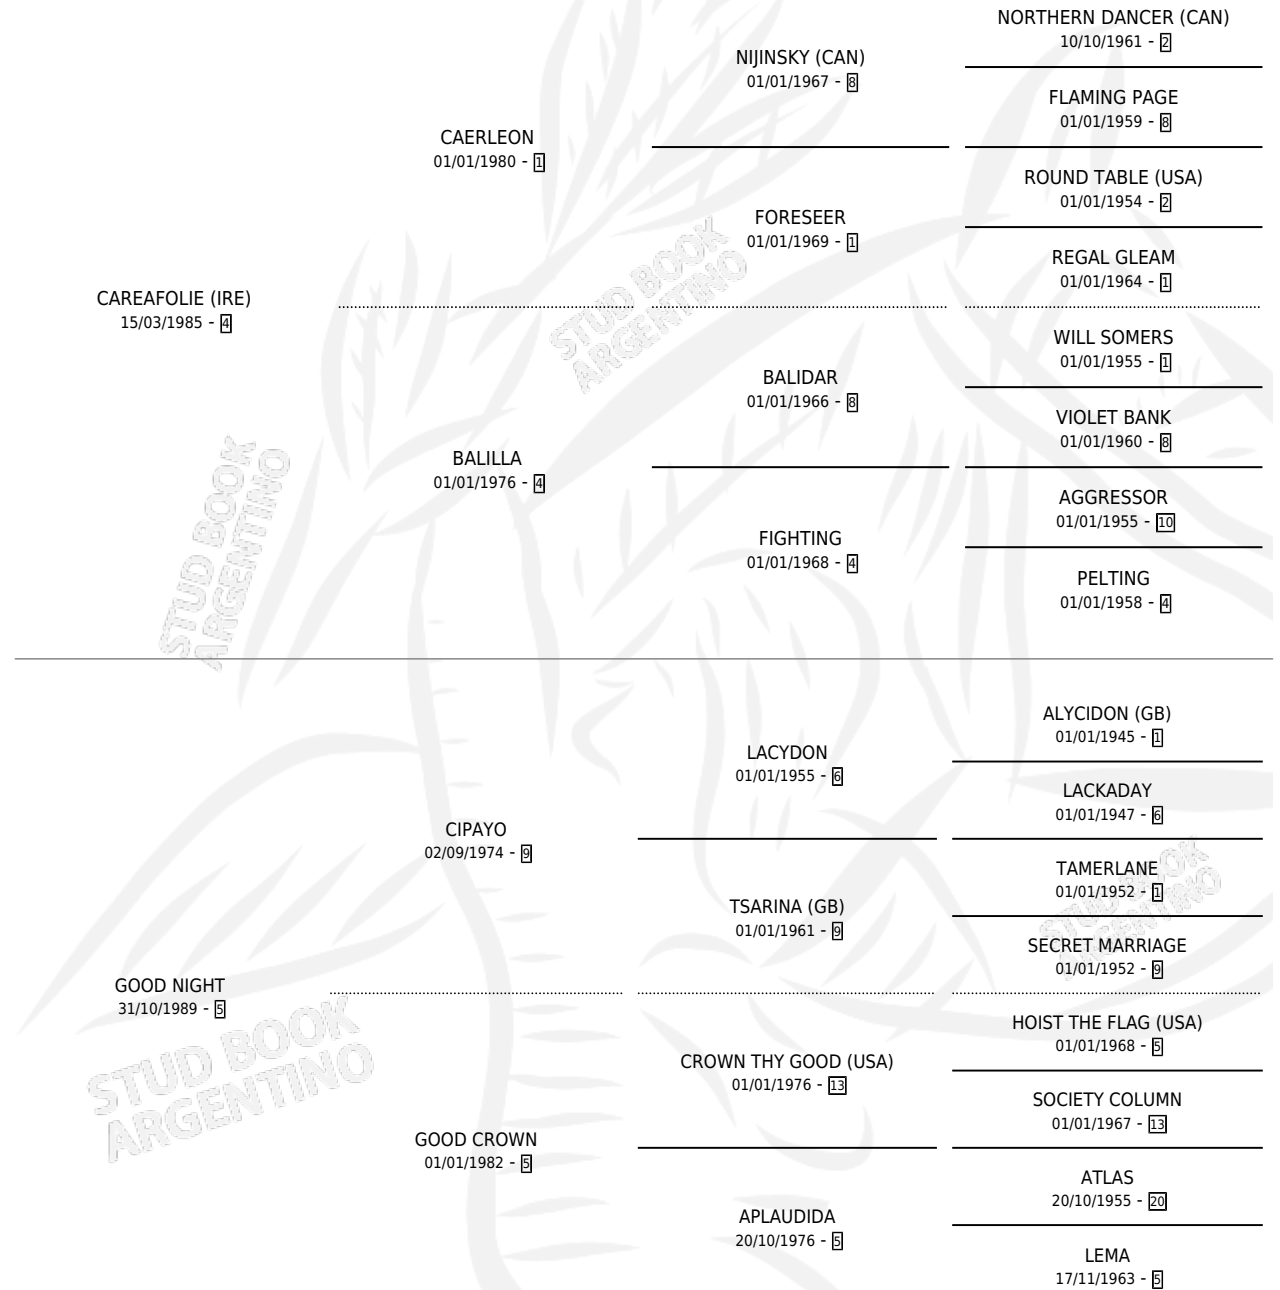 NORTHERN DANCER (CAN)
10/10/1961 - 2
NIJINSKY (CAN)
01/01/1967 - 8
FLAMING PAGE
01/01/1959 - 8
CAERLEON
01/01/1980 - 1
ROUND TABLE (USA)
01/01/1954 - 2
FORESEER
01/01/1969 - 1
REGAL GLEAM
01/01/1964 - 1
CAREAFOLIE (IRE)
15/03/1985 - 4
STUD BOOK
ARGENTINO
WILL SOMERS
01/01/1955 - 1
BALIDAR
01/01/1966 - 8
VIOLET BANK
01/01/1960 - 8
BALILLA
01/01/1976 - 4
STUD BOOK
ARGENTINO
AGGRESSOR
01/01/1955 - 10
FIGHTING
01/01/1968 - 4
PELTING
01/01/1958 - 4
ALYCIDON (GB)
01/01/1945 - 1
LACYDON
01/01/1955 - 6
LACKADAY
01/01/1947 - 6
CIPAYO
02/09/1974 - 9
TAMERLANE
01/01/1952 - 1
STUD BOOK
ARGENTINO
TSARINA (GB)
01/01/1961 - 9
SECRET MARRIAGE
01/01/1952 - 9
GOOD NIGHT
31/10/1989 - 5
STUD BOOK
ARGENTINO
HOIST THE FLAG (USA)
01/01/1968 - 5
CROWN THY GOOD (USA)
01/01/1976 - 13
SOCIETY COLUMN
01/01/1967 - 13
GOOD CROWN
01/01/1982 - 5
ATLAS
20/10/1955 - 20
APLAUDIDA
20/10/1976 - 5
LEMA
17/11/1963 - 5